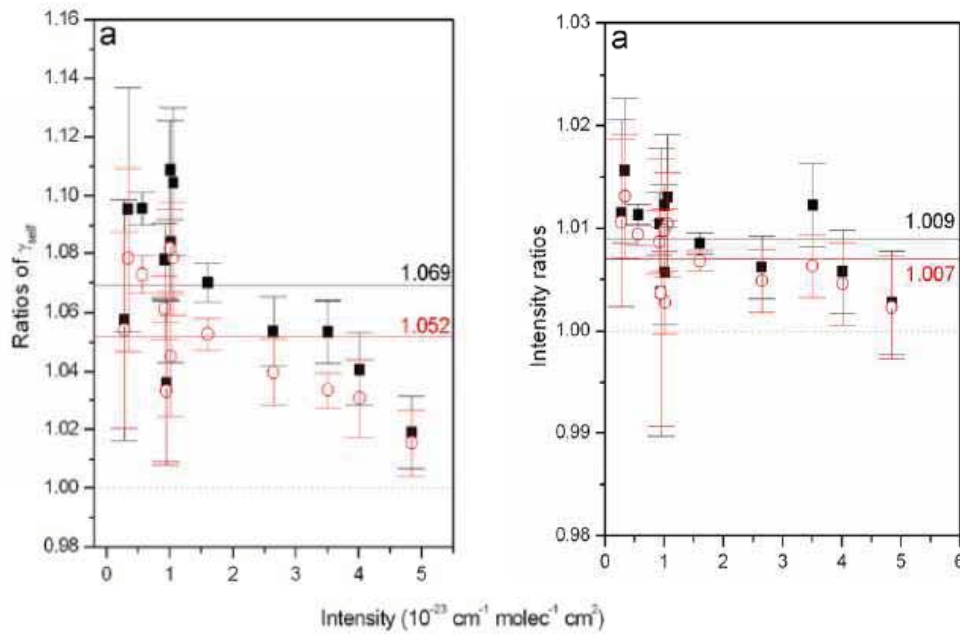 a
1.16
1.14
1.12
1.10
1.08
1.06
1.04
1.02
1.00
0.98
Ratios of γself
1.069
1.052
0 1 2 3 4 5
a
1.03
1.02
1.01
1.00
0.99
0.98
Intensity ratios
1.009
1.007
0 1 2 3 4 5 6
Intensity (10⁻²³ cm⁻¹ molec⁻¹ cm²)